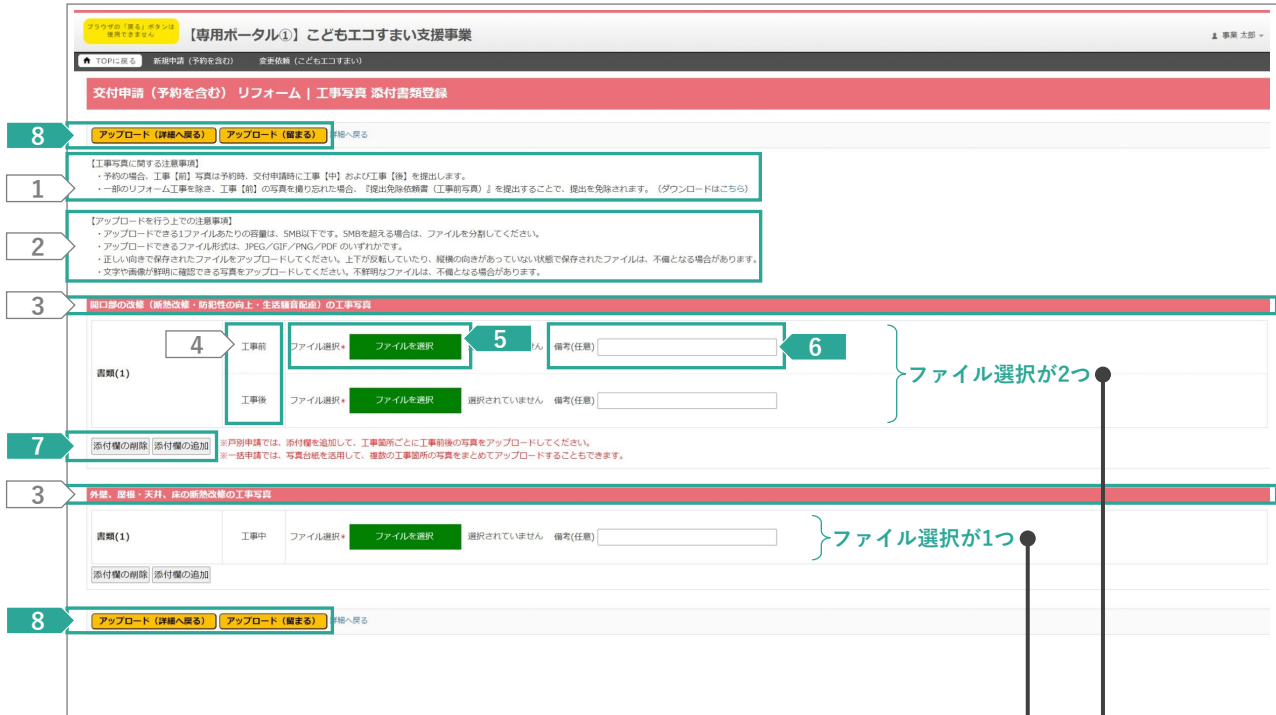 ブラウザの「戻る」ボタンは
使用できません
【専用ポータル①】こどもエコすまい支援事業
事業 太郎
TOPに戻る 新規申請（予約を含む） 変更依頼（こどもエコすまい）
交付申請（予約を含む） リフォーム | 工事写真 添付書類登録
8
アップロード（詳細へ戻る） アップロード（留まる） 詳細へ戻る
【工事写真に関する注意事項】
・予約の場合、工事【前】写真は予約時、交付申請時に工事【中】および工事【後】を提出します。
1
・一部のリフォーム工事を除き、工事【前】の写真を撮り忘れた場合、『提出免除依頼書（工事前写真）』を提出することで、提出を免除されます。（ダウンロードはこちら）
【アップロードを行う上での注意事項】
・アップロードできる1ファイルあたりの容量は、5MB以下です。5MBを超える場合は、ファイルを分割してください。
2
・アップロードできるファイル形式は、JPEG／GIF／PNG／PDF のいずれかです。
・正しい向きで保存されたファイルをアップロードしてください。上下が反転していたり、縦横の向きがあっていない状態で保存されたファイルは、不備となる場合があります。
・文字や画像が鮮明に確認できる写真をアップロードしてください。不鮮明なファイルは、不備となる場合があります。
3
開口部の改修（断熱改修・防犯性の向上・生活騒音配慮）の工事写真
書類(1)
4
工事前 ファイル選択* ファイルを選択 5 せん 備考(任意) 6
ファイル選択が2つ
工事後 ファイル選択* ファイルを選択 選択されていません 備考(任意)
7
添付欄の削除 添付欄の追加
※戸別申請では、添付欄を追加して、工事箇所ごとに工事前後の写真をアップロードしてください。
※一括申請では、写真台紙を活用して、複数の工事箇所の写真をまとめてアップロードすることもできます。
3
外壁、屋根・天井、床の断熱改修の工事写真
書類(1) 工事中 ファイル選択* ファイルを選択 選択されていません 備考(任意)
ファイル選択が1つ
添付欄の削除 添付欄の追加
8
アップロード（詳細へ戻る） アップロード（留まる） 詳細へ戻る